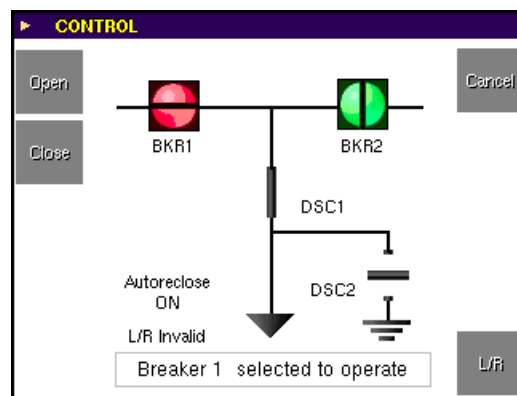 CONTROL
Open
Cancel
BKR1
BKR2
Close
DSC1
Autoreclose
ON
DSC2
L/R Invalid
Breaker 1 selected to operate
L/R